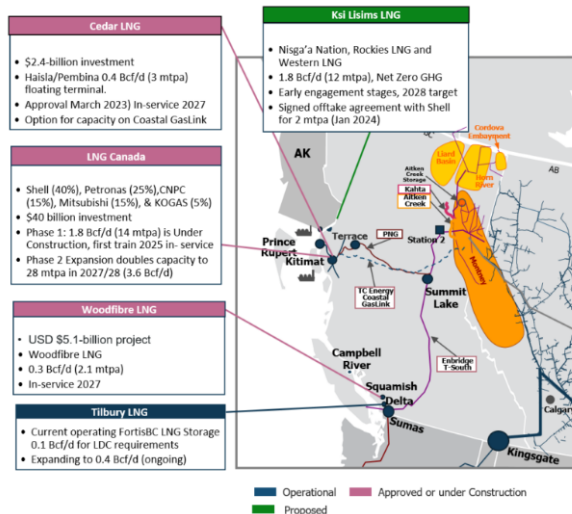 Cedar LNG
• $2.4-billion investment
• Haisla/Pembina 0.4 Bcf/d (3 mtpa)
floating terminal.
• Approval March 2023) In-service 2027
• Option for capacity on Coastal GasLink
Ksi Lisims LNG
• Nisga'a Nation, Rockies LNG and
Western LNG
• 1.8 Bcf/d (12 mtpa), Net Zero GHG
• Early engagement stages, 2028 target
• Signed offtake agreement with Shell
for 2 mtpa (Jan 2024)
LNG Canada
• Shell (40%), Petronas (25%),CNPC
(15%), Mitsubishi (15%), & KOGAS (5%)
• $40 billion investment
• Phase 1: 1.8 Bcf/d (14 mtpa) is Under
Construction, first train 2025 in- service
• Phase 2 Expansion doubles capacity to
28 mtpa in 2027/28 (3.6 Bcf/d)
Woodfibre LNG
• USD $5.1-billion project
• Woodfibre LNG
• 0.3 Bcf/d (2.1 mtpa)
• In-service 2027
Tilbury LNG
• Current operating FortisBC LNG Storage
0.1 Bcf/d for LDC requirements
• Expanding to 0.4 Bcf/d (ongoing)
AK
BC
AB
Cordova
Embayment
Liard
Basin
Horn
River
Aitken
Creek
Storage
Kahta
Aitken
Creek
Montney
Station 2
PNG
Terrace
Prince
Rupert
Kitimat
TC Energy
Coastal
GasLink
Summit
Lake
Enbridge
T-South
Campbell
River
Squamish
Delta
Sumas
Calgary
Kingsgate
Operational
Approved or under Construction
Proposed